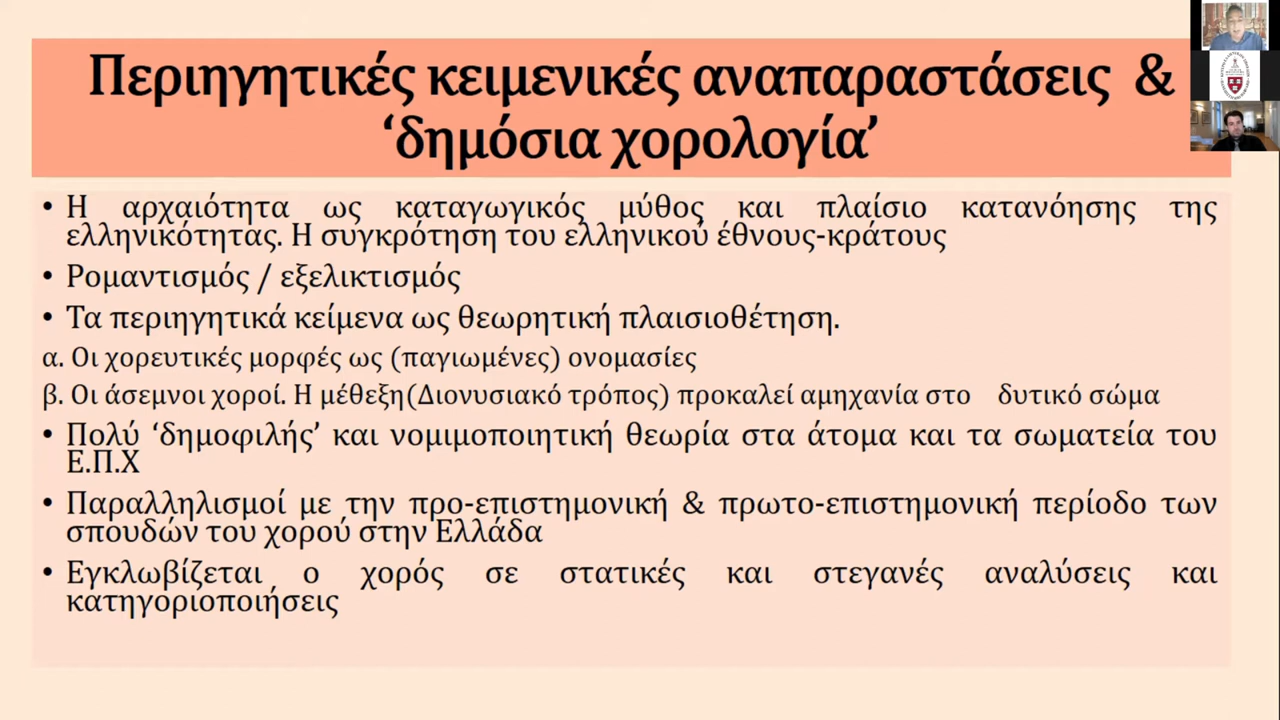 Περιηγητικές κειμενικές αναπαραστάσεις &
‘δημόσια χορολογία’
• Η αρχαιότητα ως καταγωγικός μύθος και πλαίσιο κατανόησης της
ελληνικότητας. Η συγκρότηση του ελληνικού έθνους-κράτους
• Ρομαντισμός / εξελικτισμός
• Τα περιηγητικά κείμενα ως θεωρητική πλαισιοθέτηση.
α. Οι χορευτικές μορφές ως (παγιωμένες) ονομασίες
β. Οι άσεμνοι χοροί. Η μέθεξη(Διονυσιακό τρόπος) προκαλεί αμηχανία στο δυτικό σώμα
• Πολύ ‘δημοφιλής’ και νομιμοποιητική θεωρία στα άτομα και τα σωματεία του
Ε.Π.Χ
• Παραλληλισμοί με την προ-επιστημονική & πρωτο-επιστημονική περίοδο των
σπουδών του χορού στην Ελλάδα
• Εγκλωβίζεται ο χορός σε στατικές και στεγανές αναλύσεις και
κατηγοριοποιήσεις